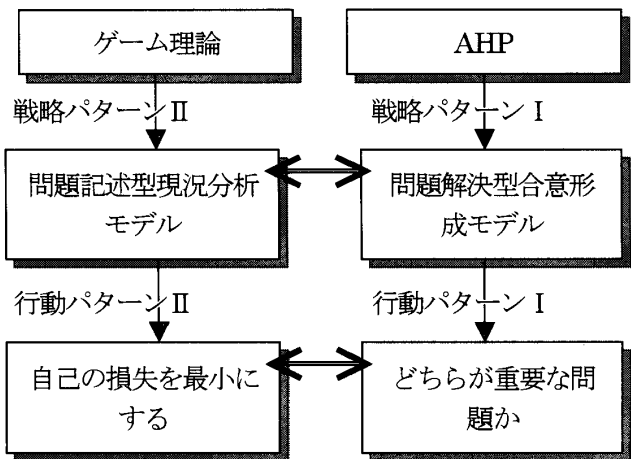 ゲーム理論
AHP
戦略パターンⅡ
戦略パターンⅠ
問題記述型現況分析
モデル
問題解決型合意形
成モデル
行動パターンⅡ
行動パターンⅠ
自己の損失を最小に
する
どちらが重要な問
題か